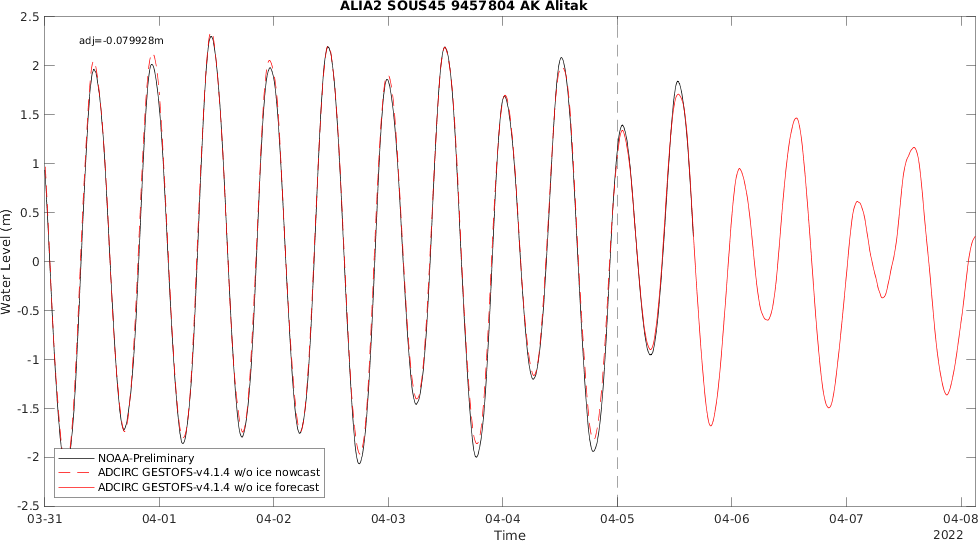 ALIA2 SOUS45 9457804 AK Alitak
adj=-0.079928m
2.5
2
1.5
1
0.5
0
-0.5
-1
-1.5
-2
-2.5
Water Level (m)
NOAA-Preliminary
ADCIRC GESTOFS-v4.1.4 w/o ice nowcast
ADCIRC GESTOFS-v4.1.4 w/o ice forecast
03-31 04-01 04-02 04-03 04-04 04-05 04-06 04-07 04-08
Time
2022